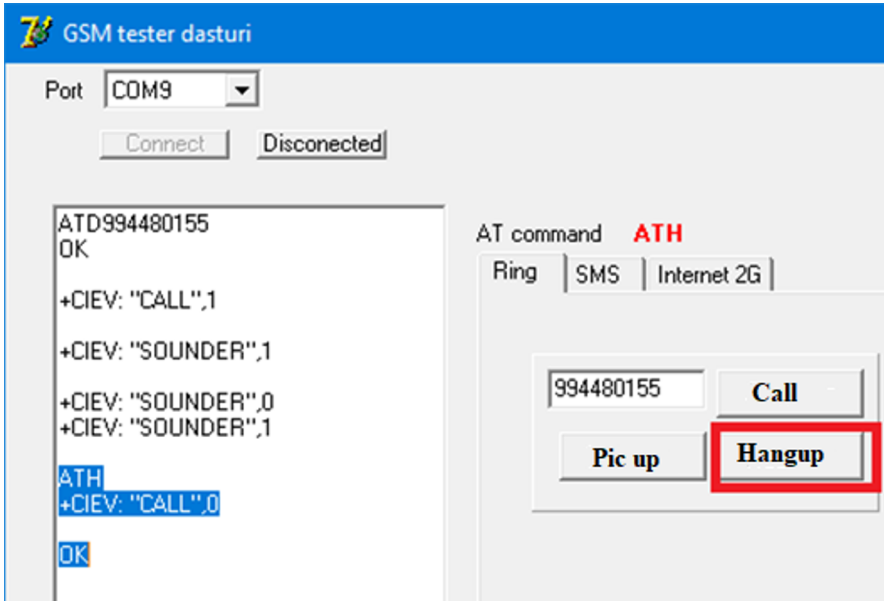 GSM tester dasturi
Port COM9
Connect Disconected
ATD994480155
OK
+CIEV: "CALL",1
+CIEV: "SOUNDER",1
+CIEV: "SOUNDER",0
+CIEV: "SOUNDER",1
ATH
+CIEV: "CALL",0
OK
AT command ATH
Ring SMS Internet 2G
994480155 Call
Pic up Hangup